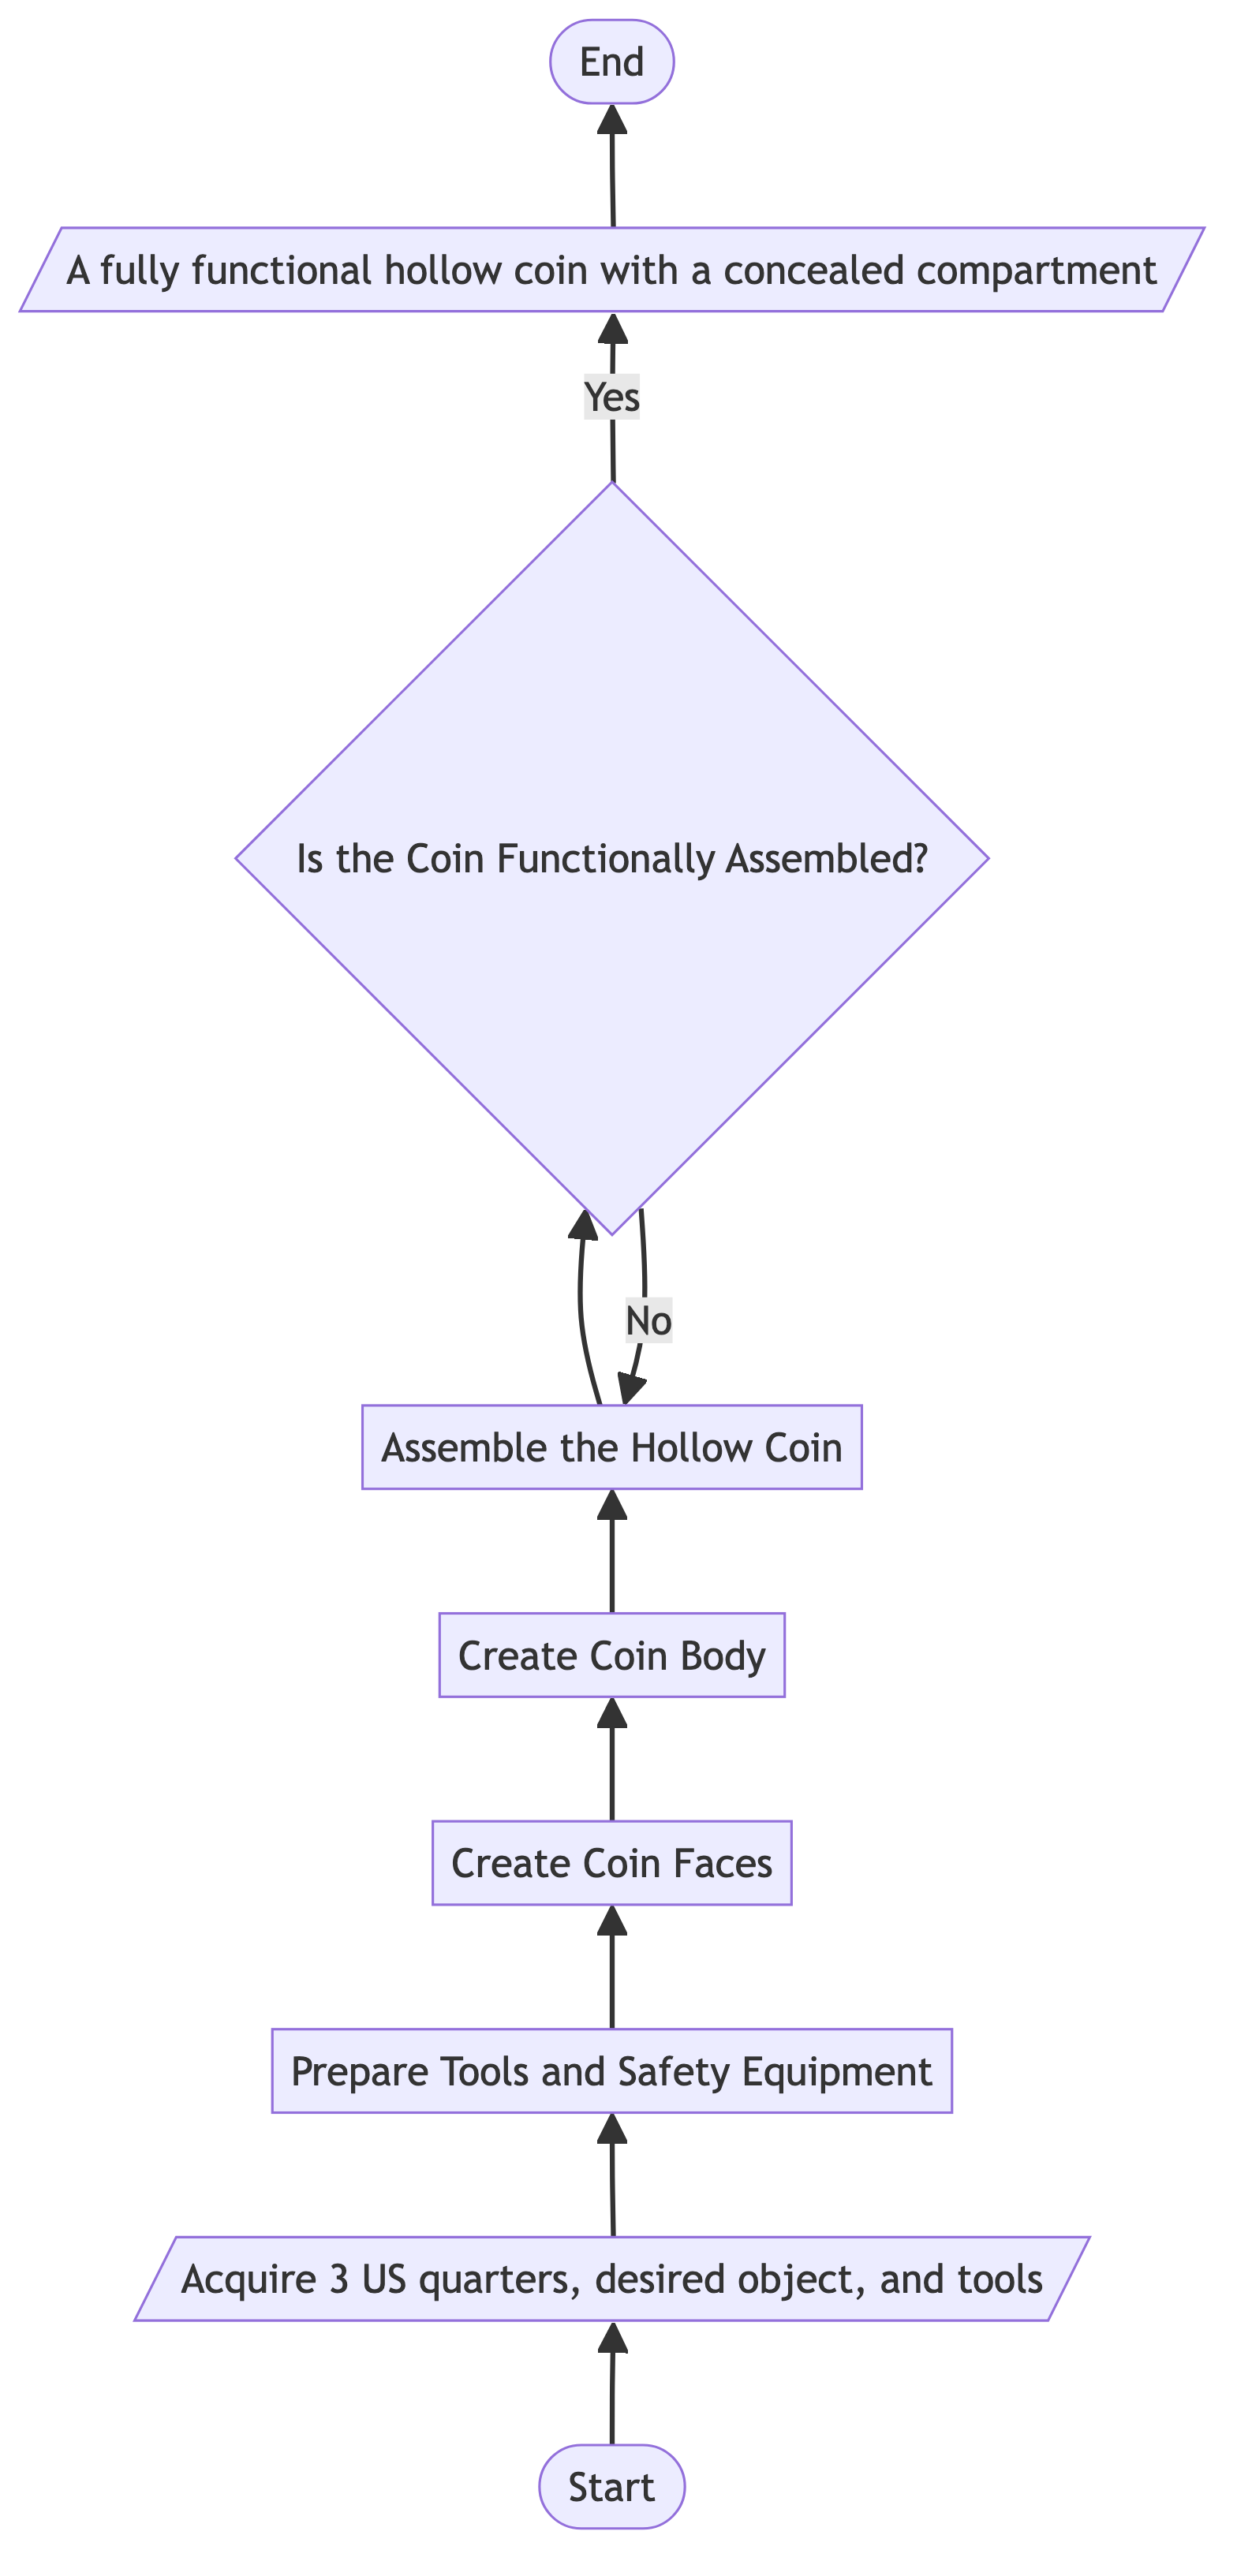 End
A fully functional hollow coin with a concealed compartment
Yes
Is the Coin Functionally Assembled?
No
Assemble the Hollow Coin
Create Coin Body
Create Coin Faces
Prepare Tools and Safety Equipment
Acquire 3 US quarters, desired object, and tools
Start